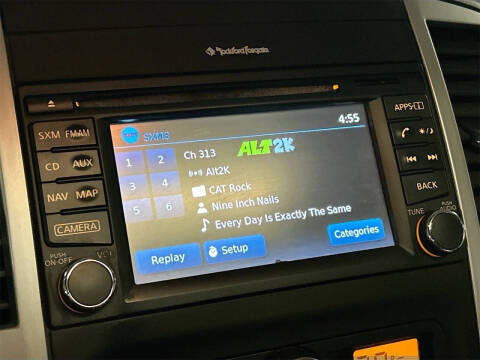 Rockford Fosgate
SXM FM/AM
CD AUX
NAV MAP
CAMERA
PUSH ON·OFF VOL
SXM3 4:55
1 2
3 4
5 6
Ch 313 ALT2K
Alt2K
CAT Rock
Nine Inch Nails
Every Day Is Exactly The Same
Replay Setup Categories
APPS
BACK
TUNE PUSH AUDIO